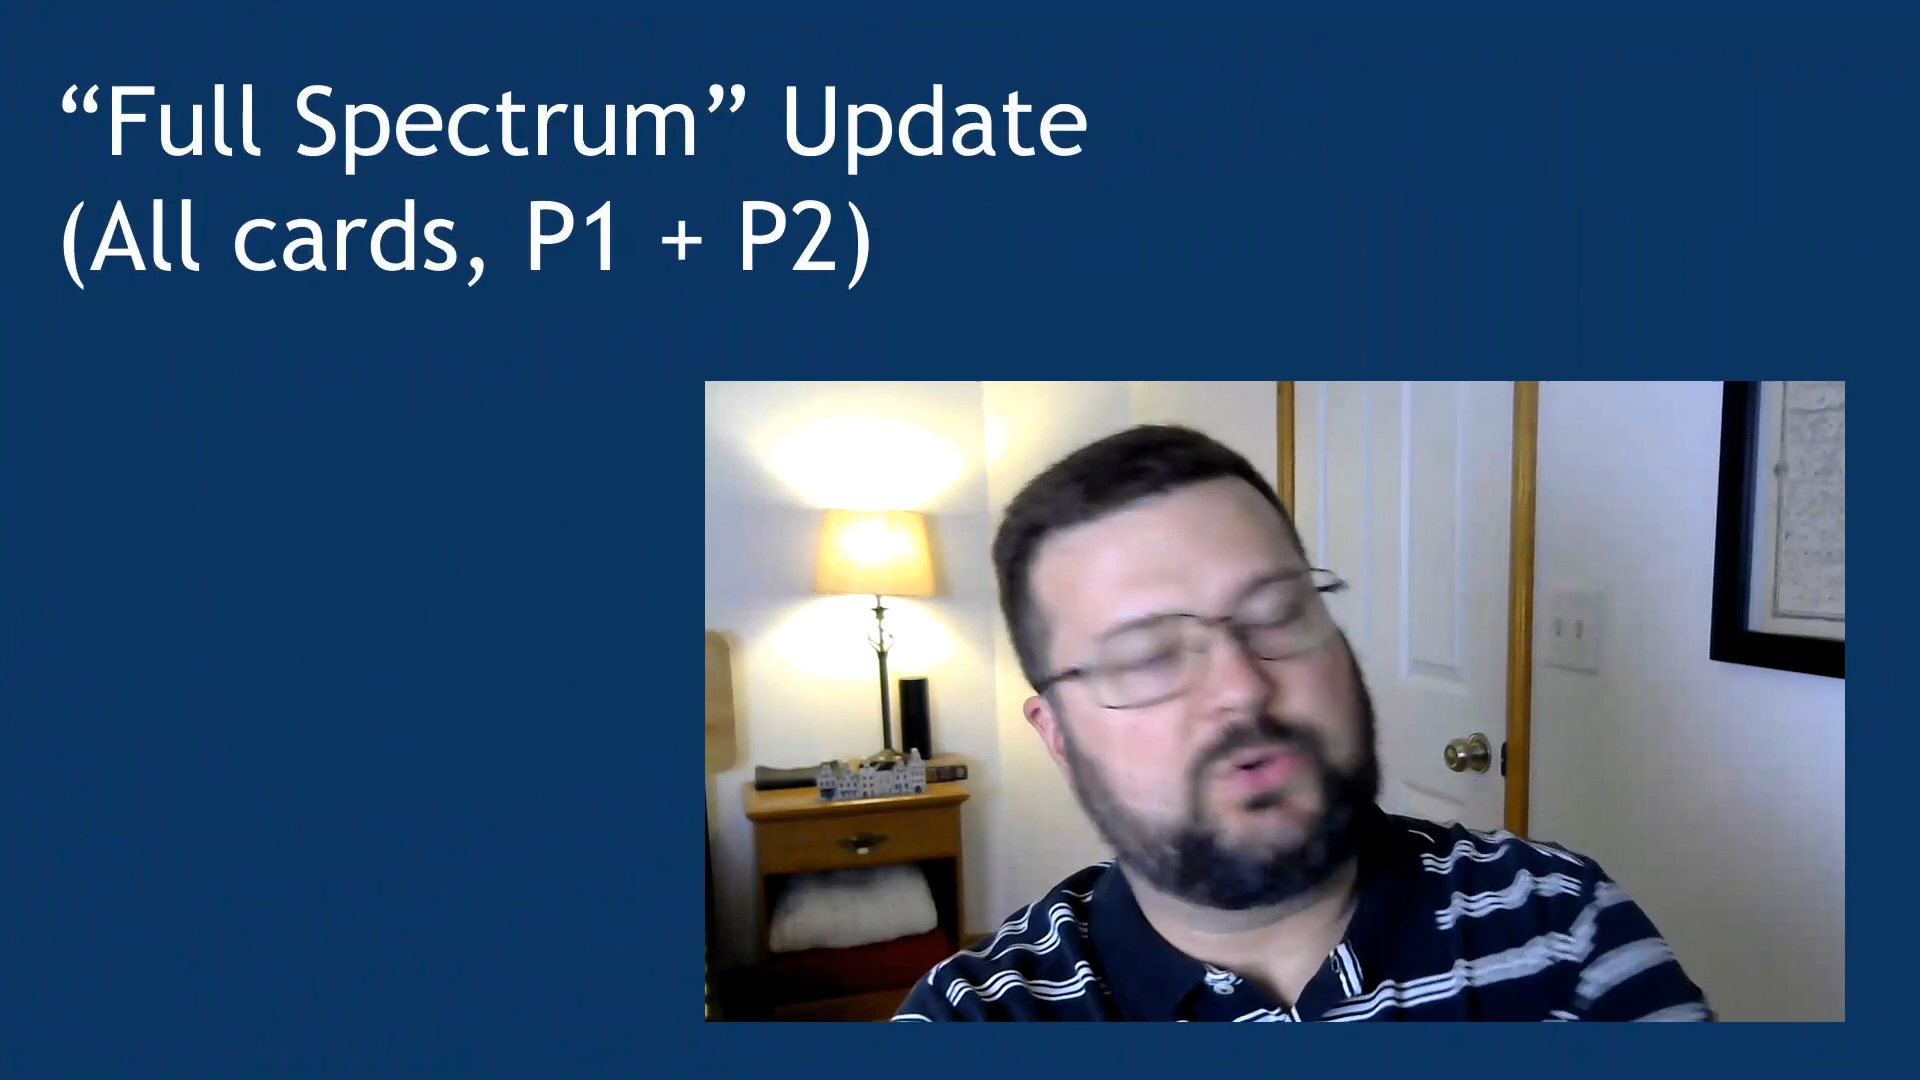 “Full Spectrum” Update
(All cards, P1 + P2)